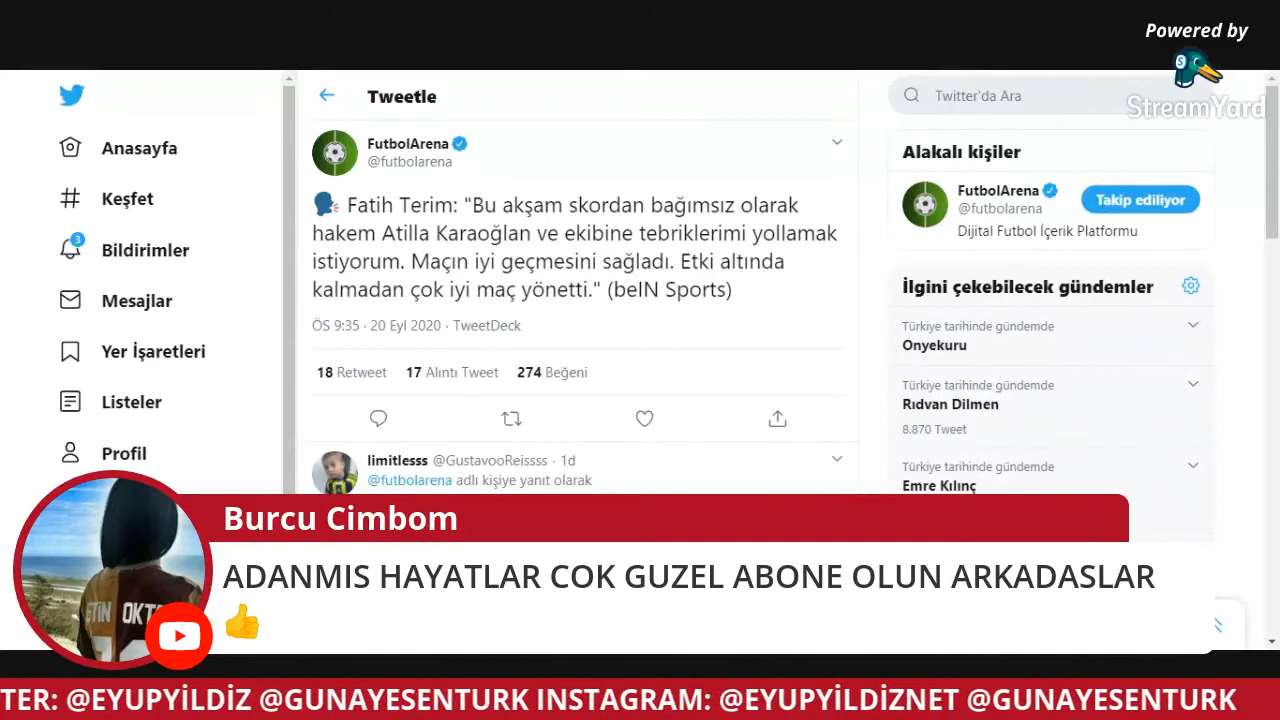 Powered by
StreamYard
Anasayfa
Keşfet
3
Bildirimler
Mesajlar
Yer İşaretleri
Listeler
Profil
Tweetle
FutbolArena
@futbolarena
Fatih Terim: "Bu akşam skordan bağımsız olarak
hakem Atilla Karaoğlan ve ekibine tebriklerimi yollamak
istiyorum. Maçın iyi geçmesini sağladı. Etki altında
kalmadan çok iyi maç yönetti." (beIN Sports)
ÖS 9:35 · 20 Eyl 2020 · TweetDeck
18 Retweet 17 Alıntı Tweet 274 Beğeni
limitlesss @GustavooReissss · 1d
@futbolarena adlı kişiye yanıt olarak
Twitter'da Ara
Alakalı kişiler
FutbolArena
@futbolarena
Takip ediliyor
Dijital Futbol İçerik Platformu
İlgini çekebilecek gündemler
Türkiye tarihinde gündemde
Onyekuru
Türkiye tarihinde gündemde
Rıdvan Dilmen
8.870 Tweet
Türkiye tarihinde gündemde
Emre Kılınç
Burcu Cimbom
ADANMIS HAYATLAR COK GUZEL ABONE OLUN ARKADASLAR
👍
TER: @EYUPYİLDİZ @GUNAYESENTURK INSTAGRAM: @EYUPYİLDİZNET @GUNAYESENTURK